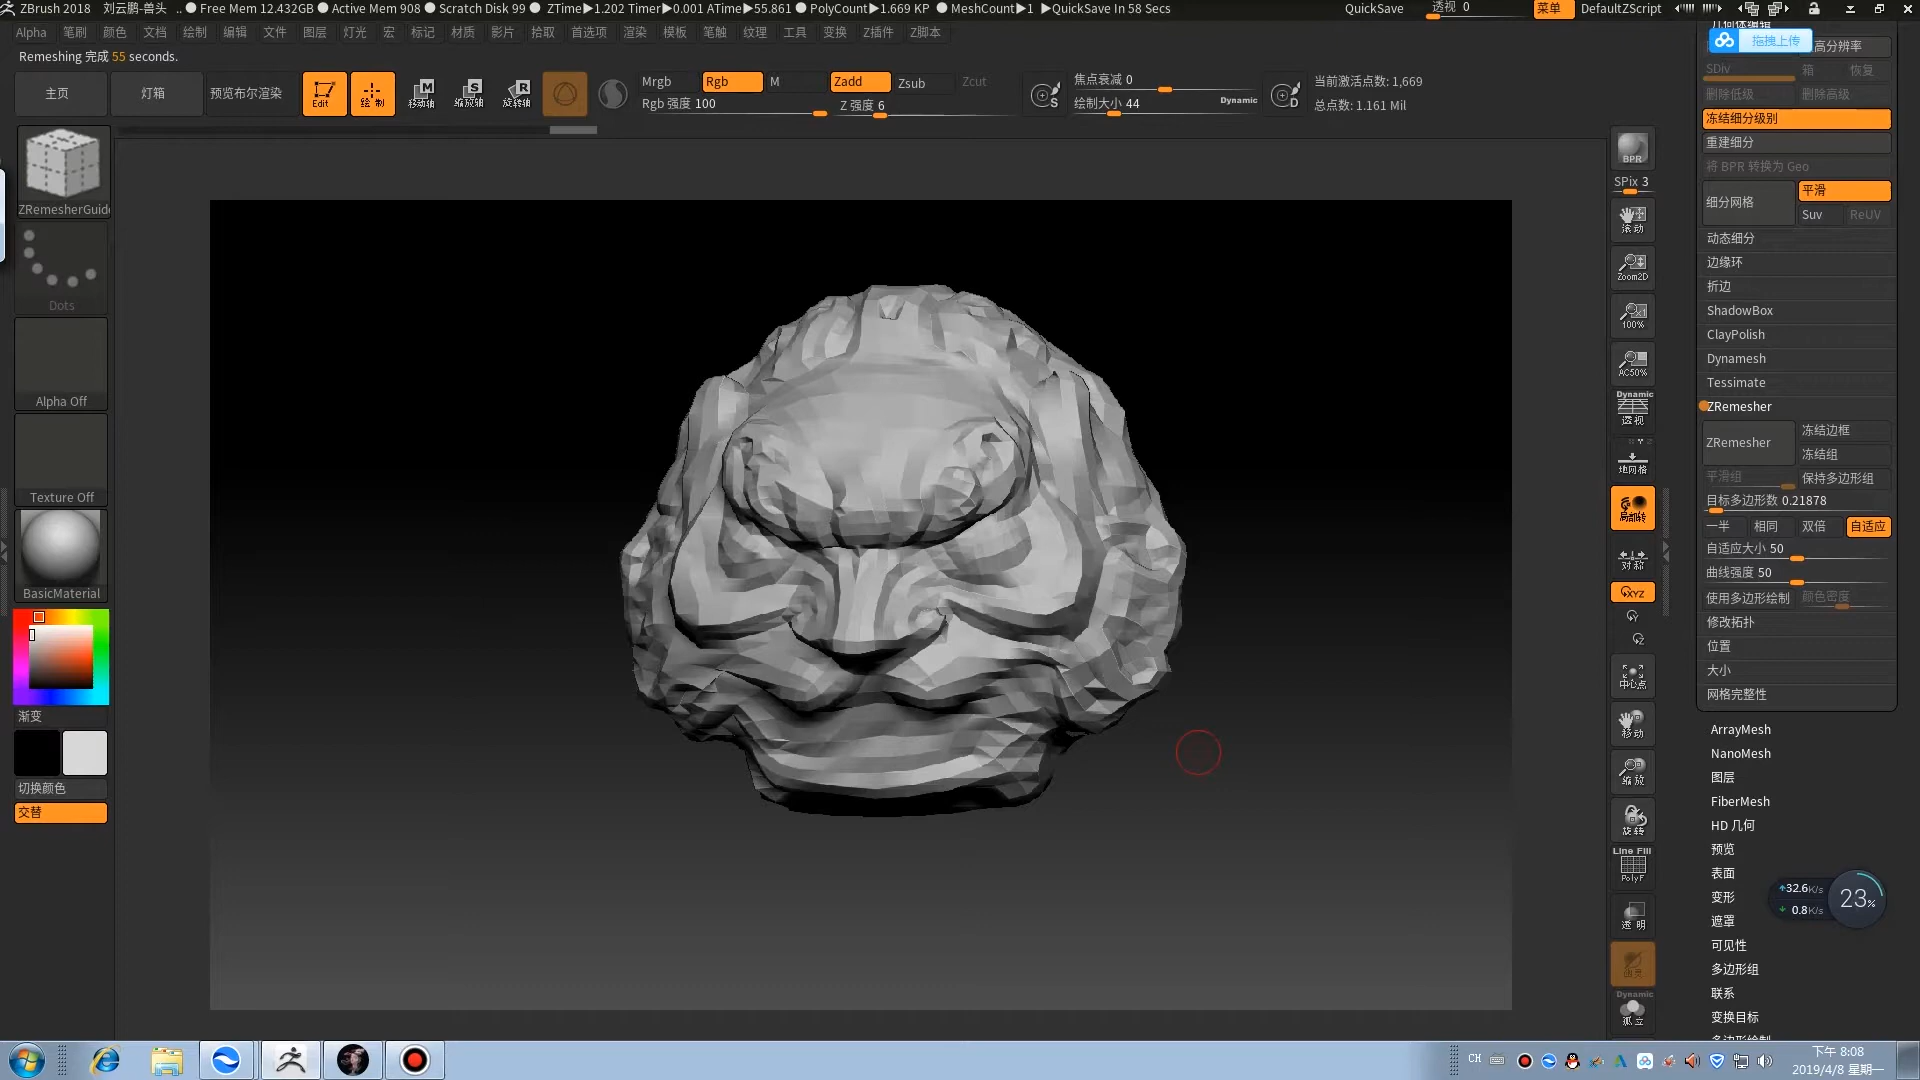 ZBrush 2018 刘云鹏-兽头 .. ● Free Mem 12.432GB ● Active Mem 908 ● Scratch Disk 99 ● ZTime▶1.202 Timer▶0.001 ATime▶55.861 ● PolyCount▶1.669 KP ● MeshCount▶1 ▶QuickSave In 58 Secs QuickSave 透视 0 菜单 DefaultZScript
Alpha 笔刷 颜色 文档 绘制 编辑 文件 图层 灯光 宏 标记 材质 影片 拾取 首选项 渲染 模板 笔触 纹理 工具 变换 Z插件 Z脚本
Remeshing 完成 55 seconds.
主页 灯箱 预览布尔渲染
Edit 绘制 移动轴 缩放轴 旋转轴
Mrgb Rgb M Zadd Zsub Zcut
Rgb 强度 100 Z 强度 6
焦点衰减 0
绘制大小 44 Dynamic
当前激活点数: 1,669
总点数: 1.161 Mil
ZRemesherGuid
Dots
Alpha Off
Texture Off
BasicMaterial
渐变
切换颜色
交替
BPR
SPix 3
滚动
Zoom2D
100%
AC50%
Dynamic
透视
地网格
局部转
对称
XYZ
Y
Z
中心点
移动
缩放
旋转
Line Fill
PolyF
透明
Dynamic
孤立
几何体编辑
拖拽上传
高分辨率
SDiv 箱 恢复
删除低级 删除高级
冻结细分级别
重建细分
将 BPR 转换为 Geo
细分网格 平滑
Suv ReUV
动态细分
边缘环
折边
ShadowBox
ClayPolish
Dynamesh
Tessimate
ZRemesher
ZRemesher 冻结边框
冻结组
平滑组 保持多边形组
目标多边形数 0.21878
一半 相同 双倍 自适应
自适应大小 50
曲线强度 50
使用多边形绘制 颜色密度
修改拓扑
位置
大小
网格完整性
ArrayMesh
NanoMesh
图层
FiberMesh
HD 几何
预览
表面
变形
遮罩
可见性
多边形组
联系
变换目标
32.6K/s
0.8K/s
23%
CH
下午 8:08
2019/4/8 星期一